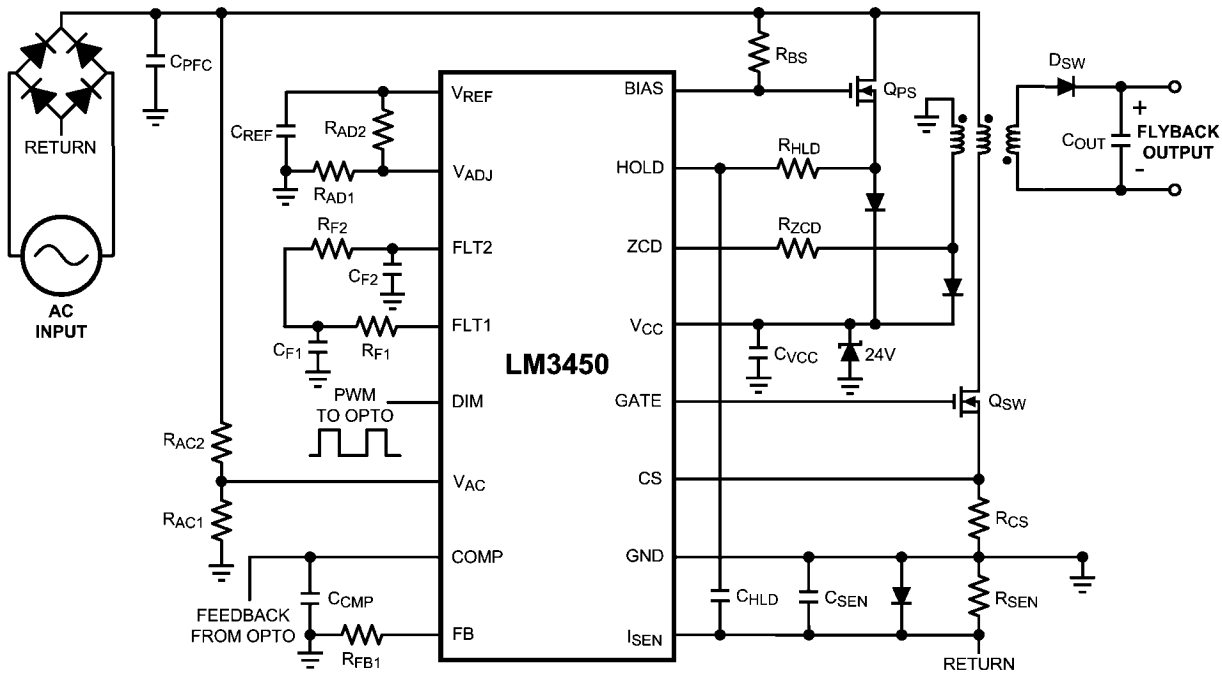 CPFC
RBS
DSW
BIAS
QPS
VREF
CREF
RAD2
COUT
+
FLYBACK
OUTPUT
-
RETURN
RHLD
HOLD
VADJ
RAD1
RF2
RZCD
ZCD
FLT2
CF2
AC
INPUT
FLT1
VCC
CF1
RF1
CVCC
24V
LM3450
PWM
TO OPTO
DIM
GATE
QSW
RAC2
VAC
CS
RAC1
RCS
COMP
GND
FEEDBACK
FROM OPTO
CCMP
CHLD
CSEN
RSEN
FB
RFB1
ISEN
RETURN